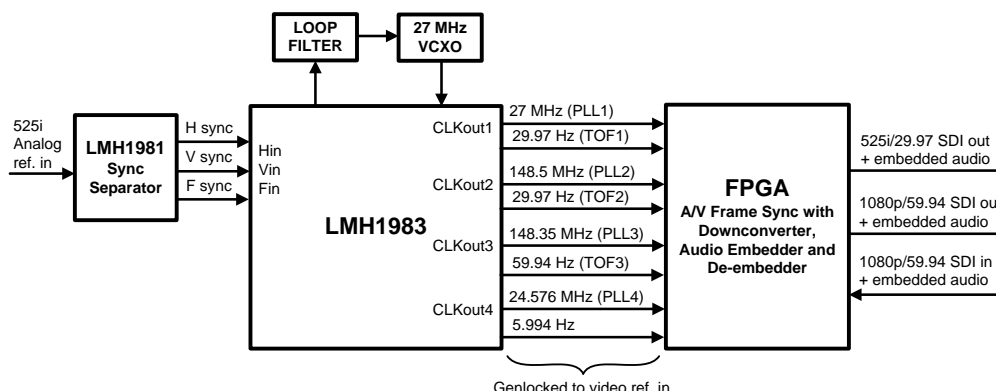 LOOP
FILTER
27 MHz
VCXO
525i
Analog
ref. in
LMH1981
Sync
Separator
H sync
V sync
F sync
Hin
Vin
Fin
LMH1983
CLKout1
CLKout2
CLKout3
CLKout4
27 MHz (PLL1)
29.97 Hz (TOF1)
148.5 MHz (PLL2)
29.97 Hz (TOF2)
148.35 MHz (PLL3)
59.94 Hz (TOF3)
24.576 MHz (PLL4)
5.994 Hz
FPGA
A/V Frame Sync with
Downconverter,
Audio Embedder and
De-embedder
525i/29.97 SDI out
+ embedded audio
1080p/59.94 SDI ou
+ embedded audio
1080p/59.94 SDI in
+ embedded audio
Genlocked to video ref. in